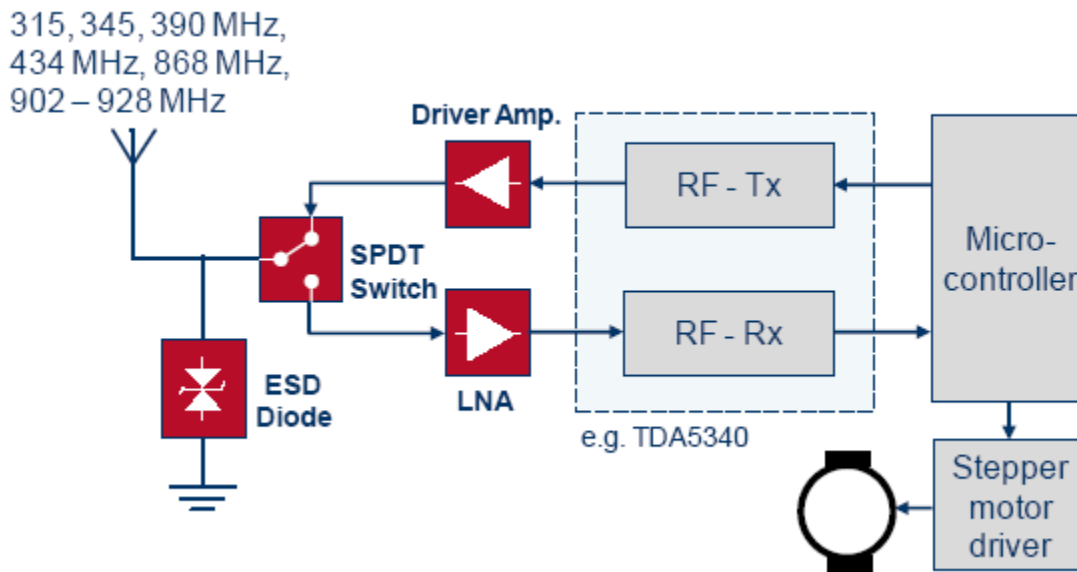 315, 345, 390 MHz,
434 MHz, 868 MHz,
902 – 928 MHz
Driver Amp.
RF - Tx
Micro-
controller
SPDT
Switch
RF - Rx
ESD
Diode
LNA
e.g. TDA5340
Stepper
motor
driver